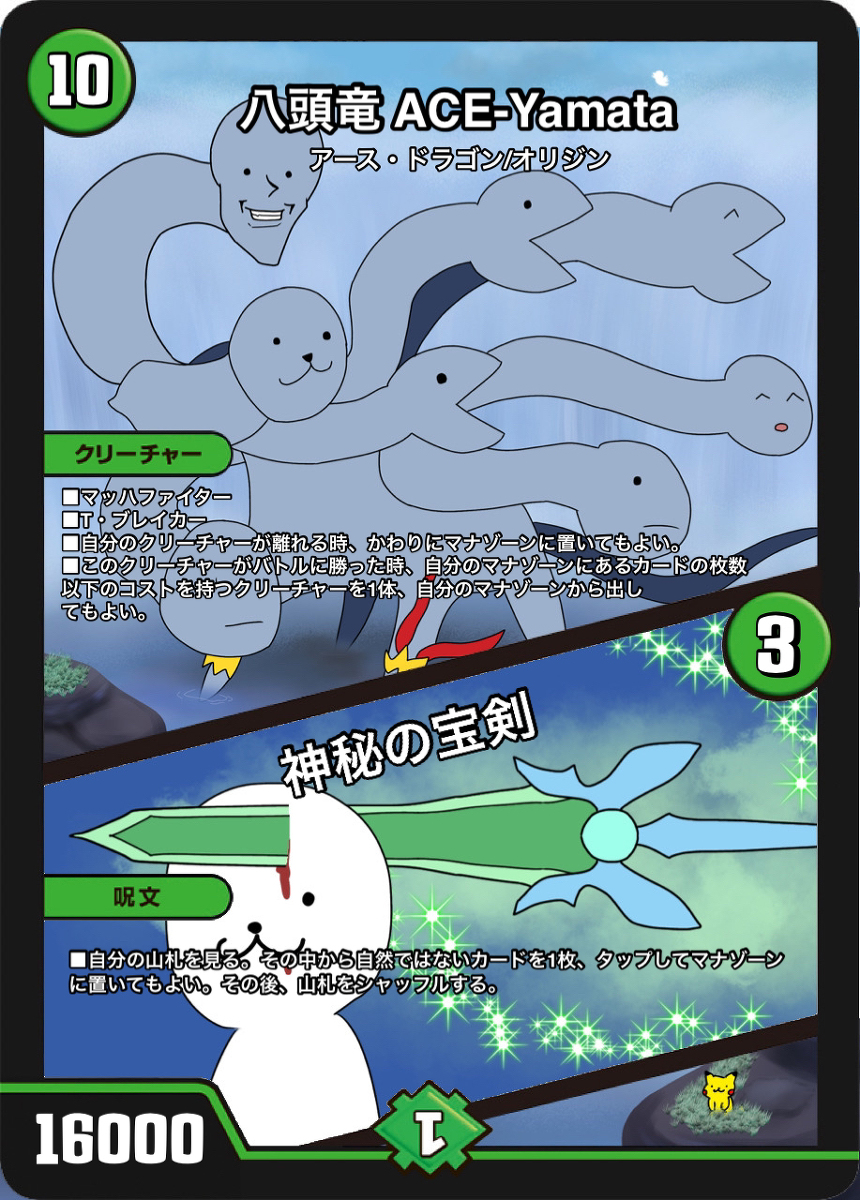 10
八頭竜 ACE-Yamata
アース・ドラゴン/オリジン
クリーチャー
■マッハファイター
■T・ブレイカー
■自分のクリーチャーが離れる時、かわりにマナゾーンに置いてもよい。
■このクリーチャーがバトルに勝った時、自分のマナゾーンにあるカードの枚数
以下のコストを持つクリーチャーを1体、自分のマナゾーンから出し
てもよい。
3
神秘の宝剣
呪文
■自分の山札を見る。その中から自然ではないカードを1枚、タップしてマナゾーン
に置いてもよい。その後、山札をシャッフルする。
16000
1